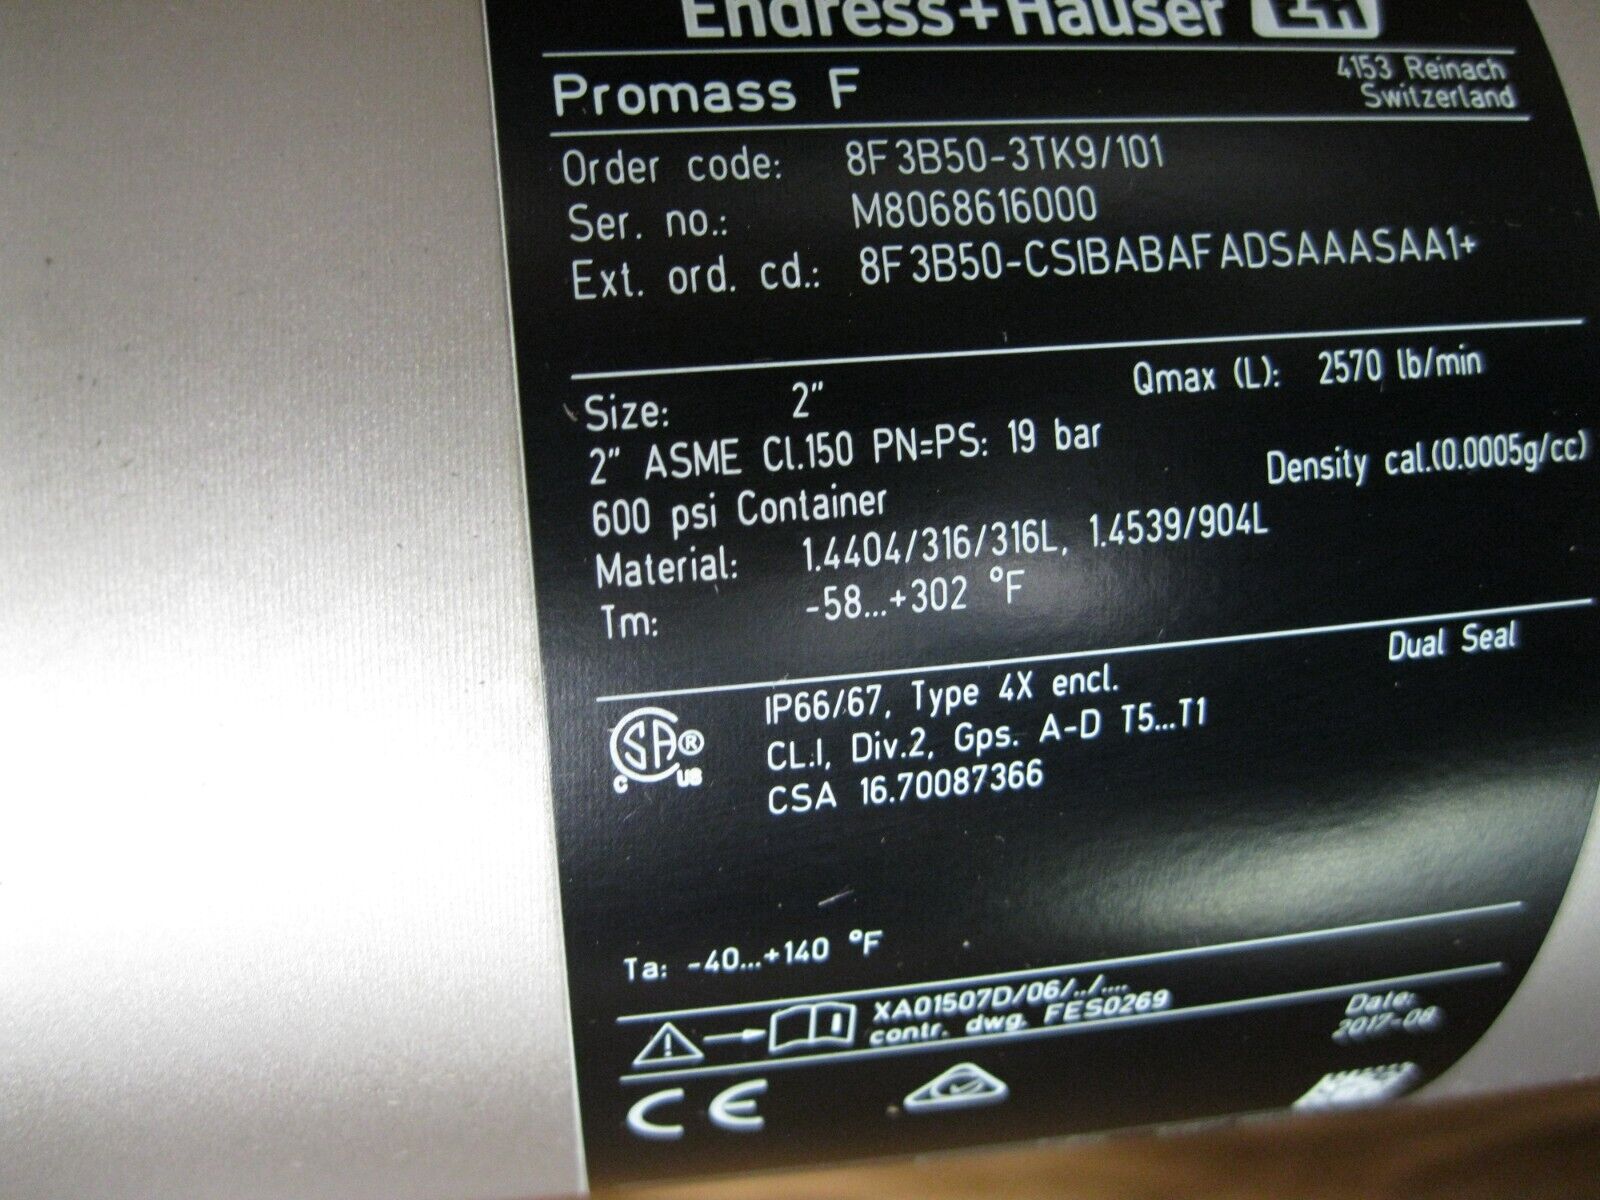 Endress+Hauser EH
Promass F
4153 Reinach
Switzerland
Order code: 8F3B50-3TK9/101
Ser. no.: M8068616000
Ext. ord. cd.: 8F3B50-CSIBABAFADSAAASAA1+
Size: 2" Qmax (L): 2570 lb/min
2" ASME Cl.150 PN=PS: 19 bar
Density cal.(0.0005g/cc)
600 psi Container
Material: 1.4404/316/316L, 1.4539/904L
Tm: -58...+302 °F
Dual Seal
CSA® C US
IP66/67, Type 4X encl.
CL.I, Div.2, Gps. A-D T5...T1
CSA 16.70087366
Ta: -40...+140 °F
XA01507D/06/../....
contr. dwg. FES0269
Date:
2017-08
CE